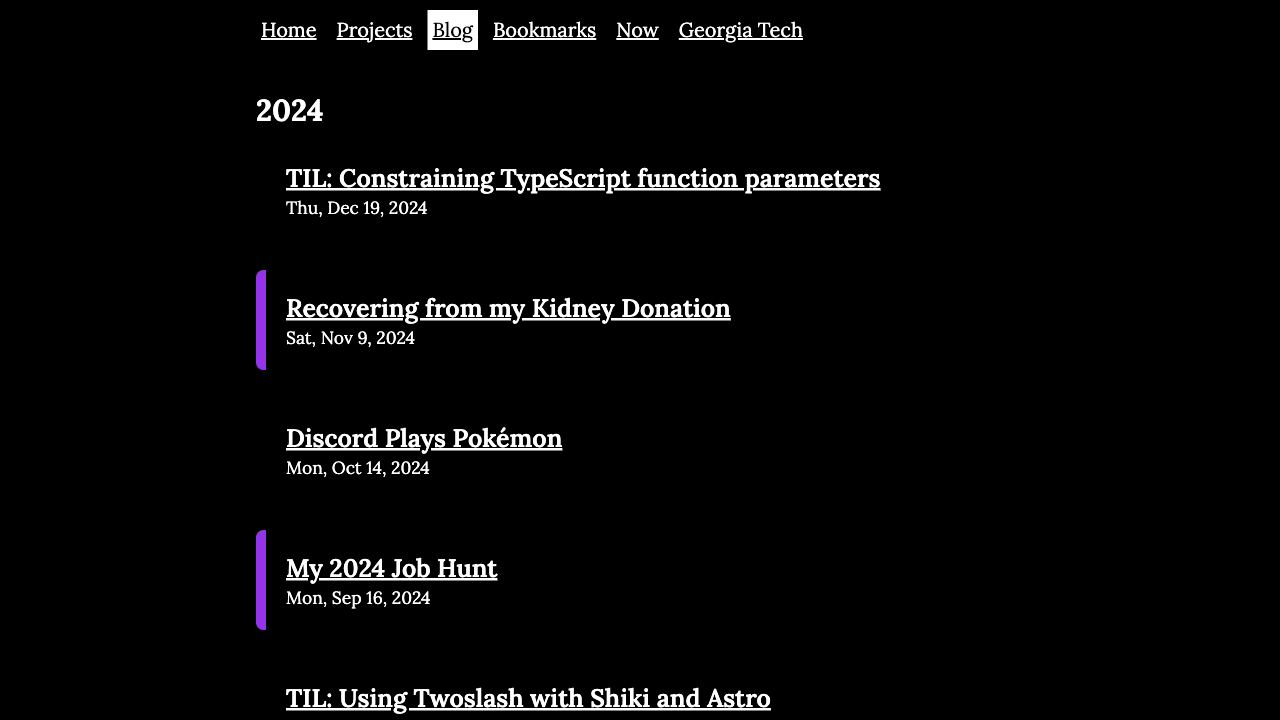 Home Projects Blog Bookmarks Now Georgia Tech
2024
TIL: Constraining TypeScript function parameters
Thu, Dec 19, 2024
Recovering from my Kidney Donation
Sat, Nov 9, 2024
Discord Plays Pokémon
Mon, Oct 14, 2024
My 2024 Job Hunt
Mon, Sep 16, 2024
TIL: Using Twoslash with Shiki and Astro